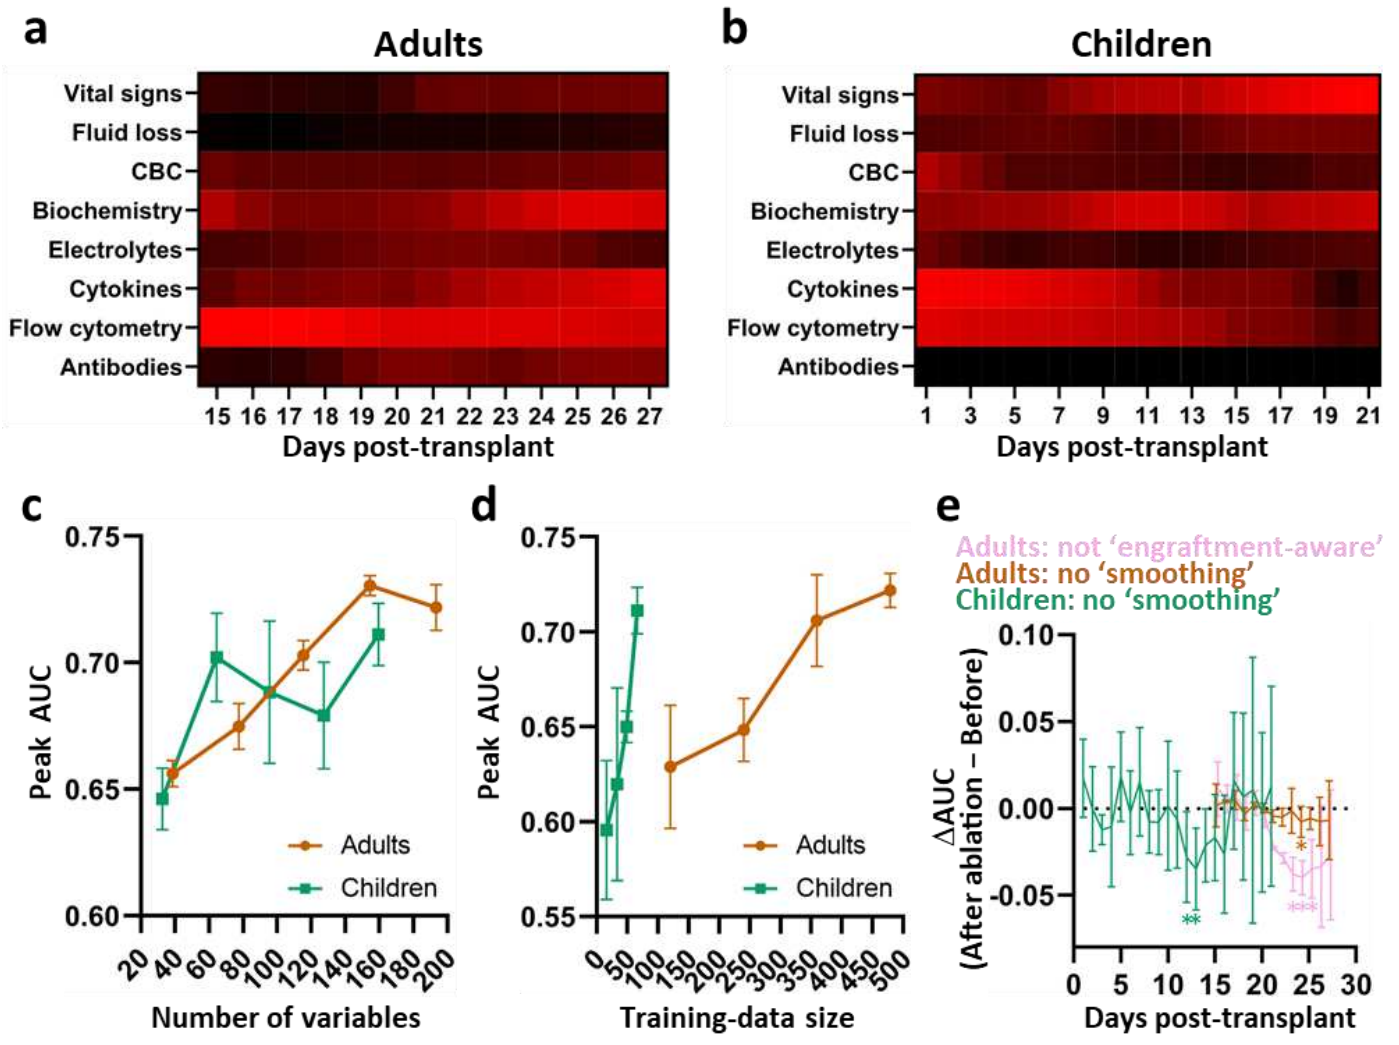 a
Adults
Vital signs
Fluid loss
CBC
Biochemistry
Electrolytes
Cytokines
Flow cytometry
Antibodies
15 16 17 18 19 20 21 22 23 24 25 26 27
Days post-transplant
b
Children
Vital signs
Fluid loss
CBC
Biochemistry
Electrolytes
Cytokines
Flow cytometry
Antibodies
1 3 5 7 9 11 13 15 17 19 21
Days post-transplant
c
Peak AUC
0.75
0.70
0.65
0.60
Adults
Children
20 40 60 80 100 120 140 160 180 200
Number of variables
d
Peak AUC
0.75
0.70
0.65
0.60
0.55
Adults
Children
0 50 100 150 200 250 300 350 400 450 500
Training-data size
e
Adults: not ‘engraftment-aware’
Adults: no ‘smoothing’
Children: no ‘smoothing’
ΔAUC
(After ablation – Before)
0.10
0.05
0.00
-0.05
**
*
***
0 5 10 15 20 25 30
Days post-transplant